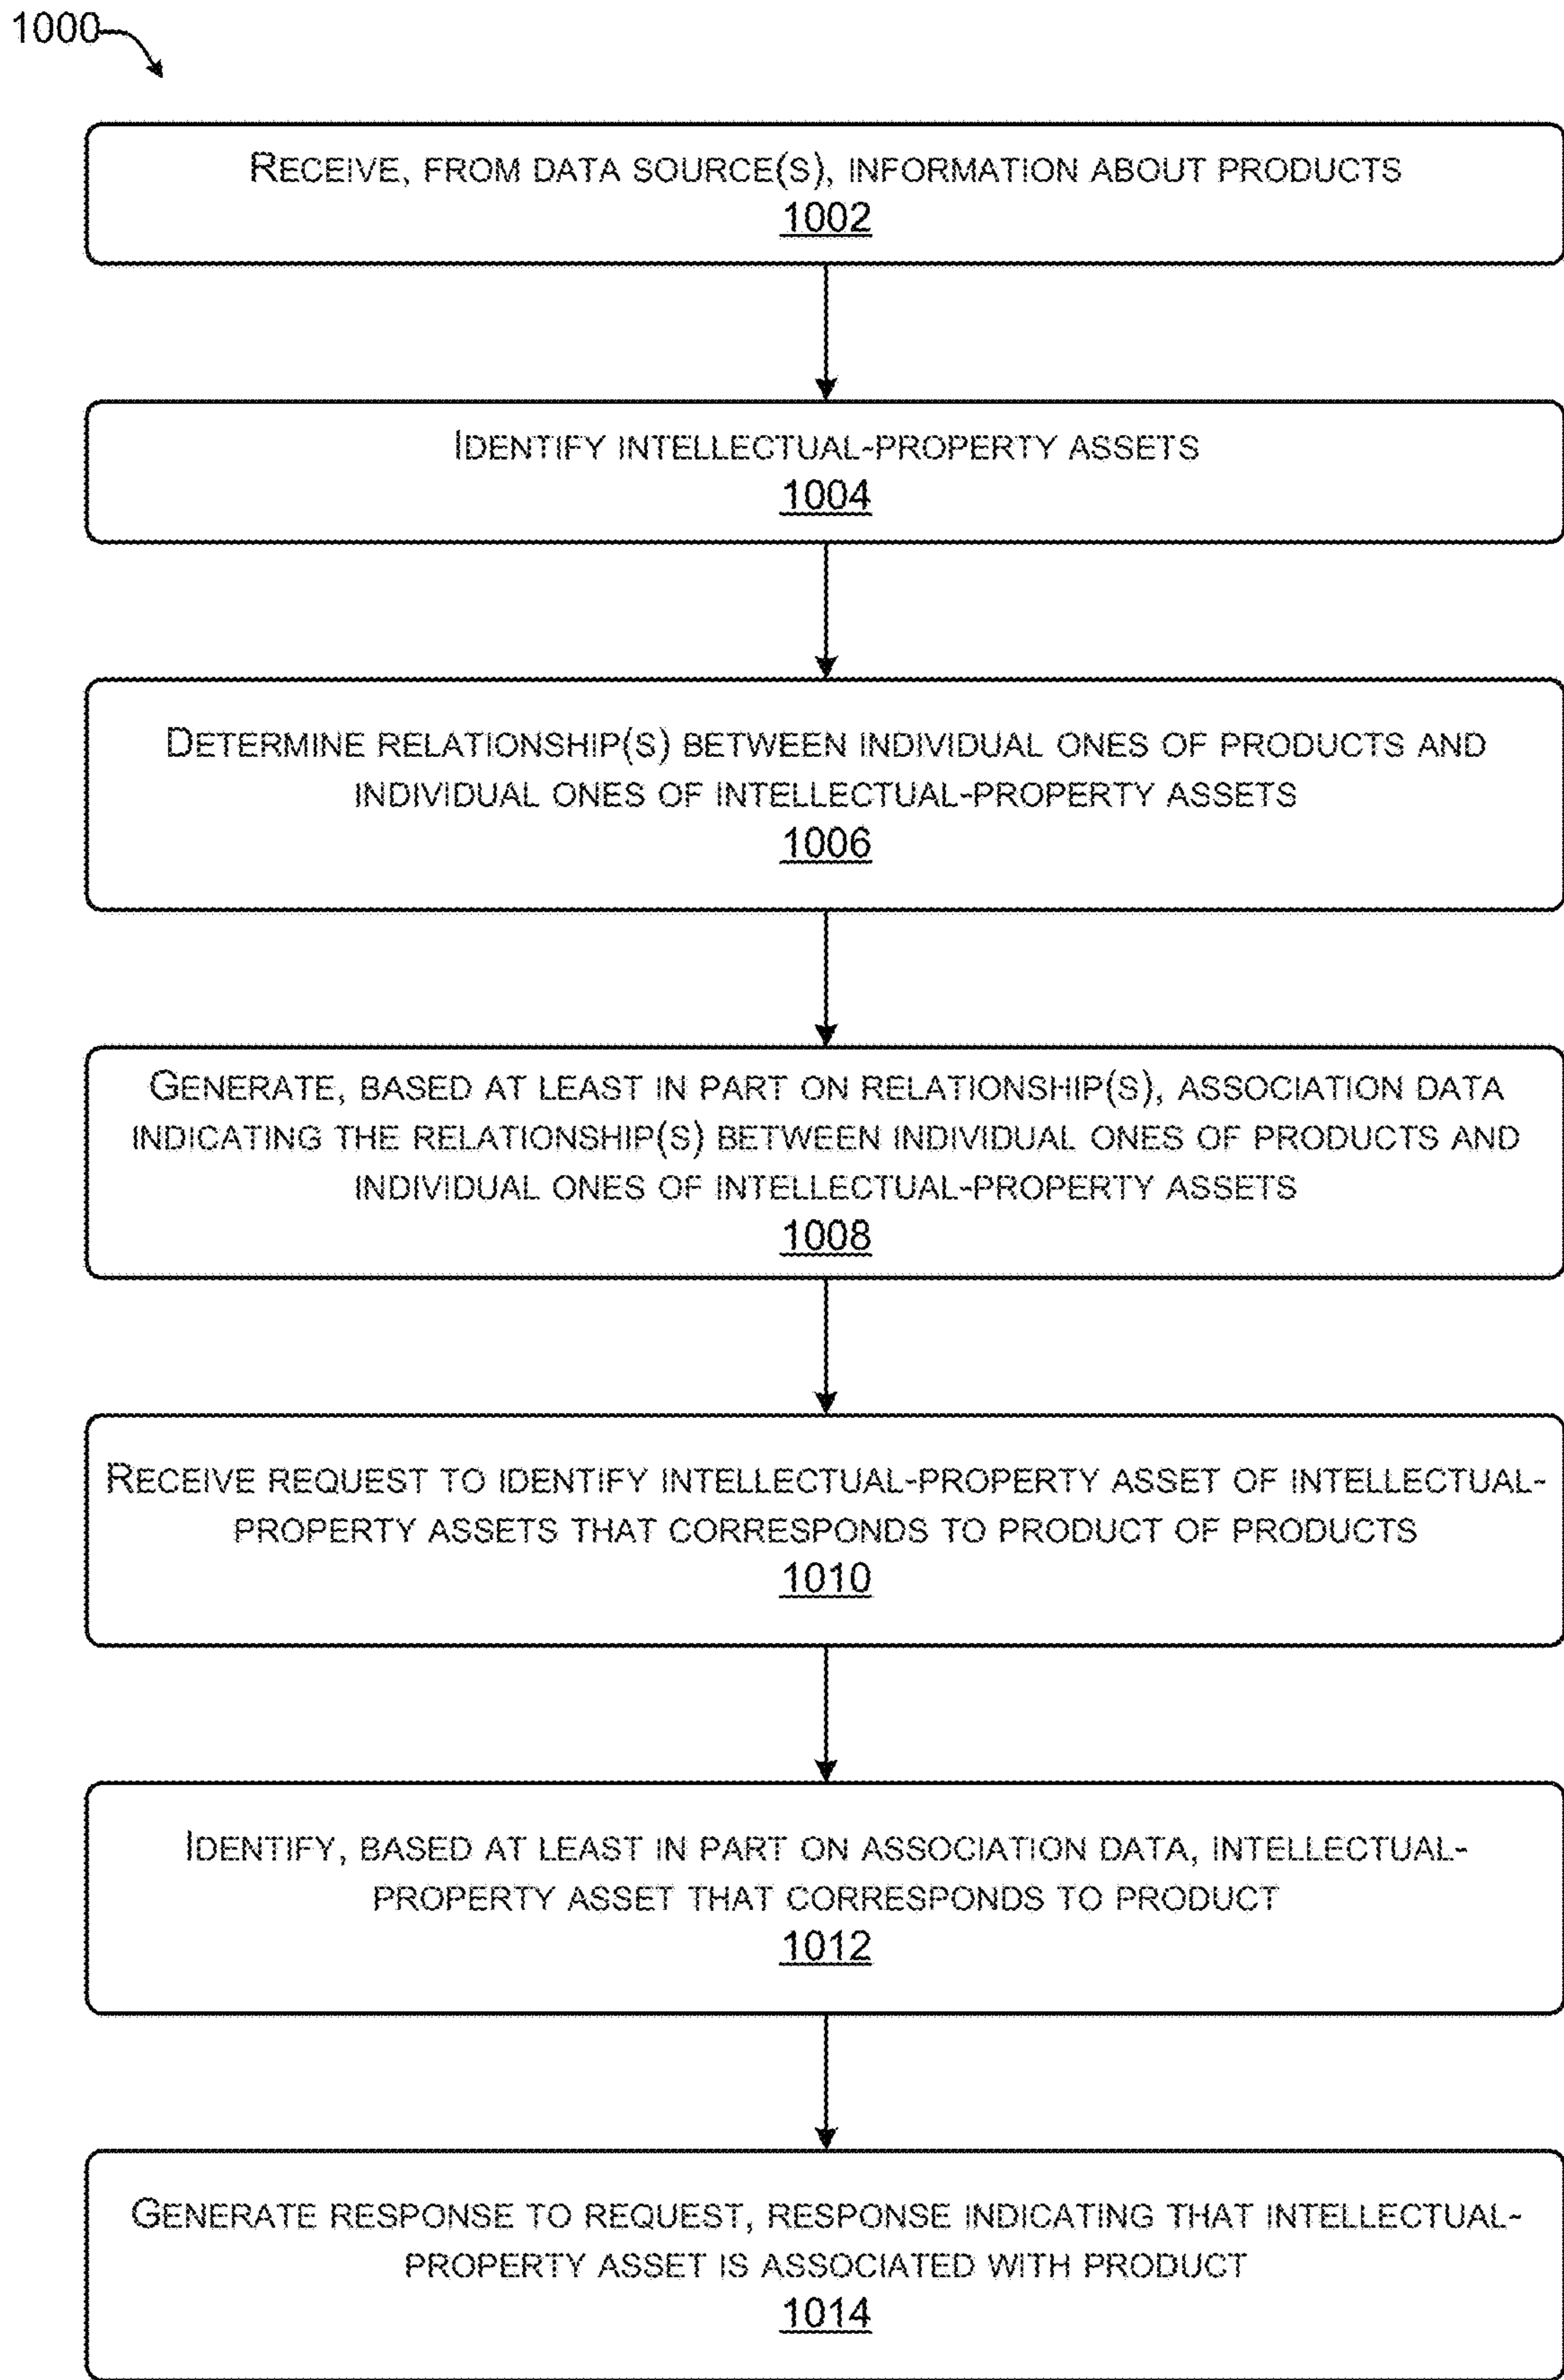 1000
RECEIVE, FROM DATA SOURCE(S), INFORMATION ABOUT PRODUCTS
1002
IDENTIFY INTELLECTUAL-PROPERTY ASSETS
1004
DETERMINE RELATIONSHIP(S) BETWEEN INDIVIDUAL ONES OF PRODUCTS AND
INDIVIDUAL ONES OF INTELLECTUAL-PROPERTY ASSETS
1006
GENERATE, BASED AT LEAST IN PART ON RELATIONSHIP(S), ASSOCIATION DATA
INDICATING THE RELATIONSHIP(S) BETWEEN INDIVIDUAL ONES OF PRODUCTS AND
INDIVIDUAL ONES OF INTELLECTUAL-PROPERTY ASSETS
1008
RECEIVE REQUEST TO IDENTIFY INTELLECTUAL-PROPERTY ASSET OF INTELLECTUAL-
PROPERTY ASSETS THAT CORRESPONDS TO PRODUCT OF PRODUCTS
1010
IDENTIFY, BASED AT LEAST IN PART ON ASSOCIATION DATA, INTELLECTUAL-
PROPERTY ASSET THAT CORRESPONDS TO PRODUCT
1012
GENERATE RESPONSE TO REQUEST, RESPONSE INDICATING THAT INTELLECTUAL-
PROPERTY ASSET IS ASSOCIATED WITH PRODUCT
1014